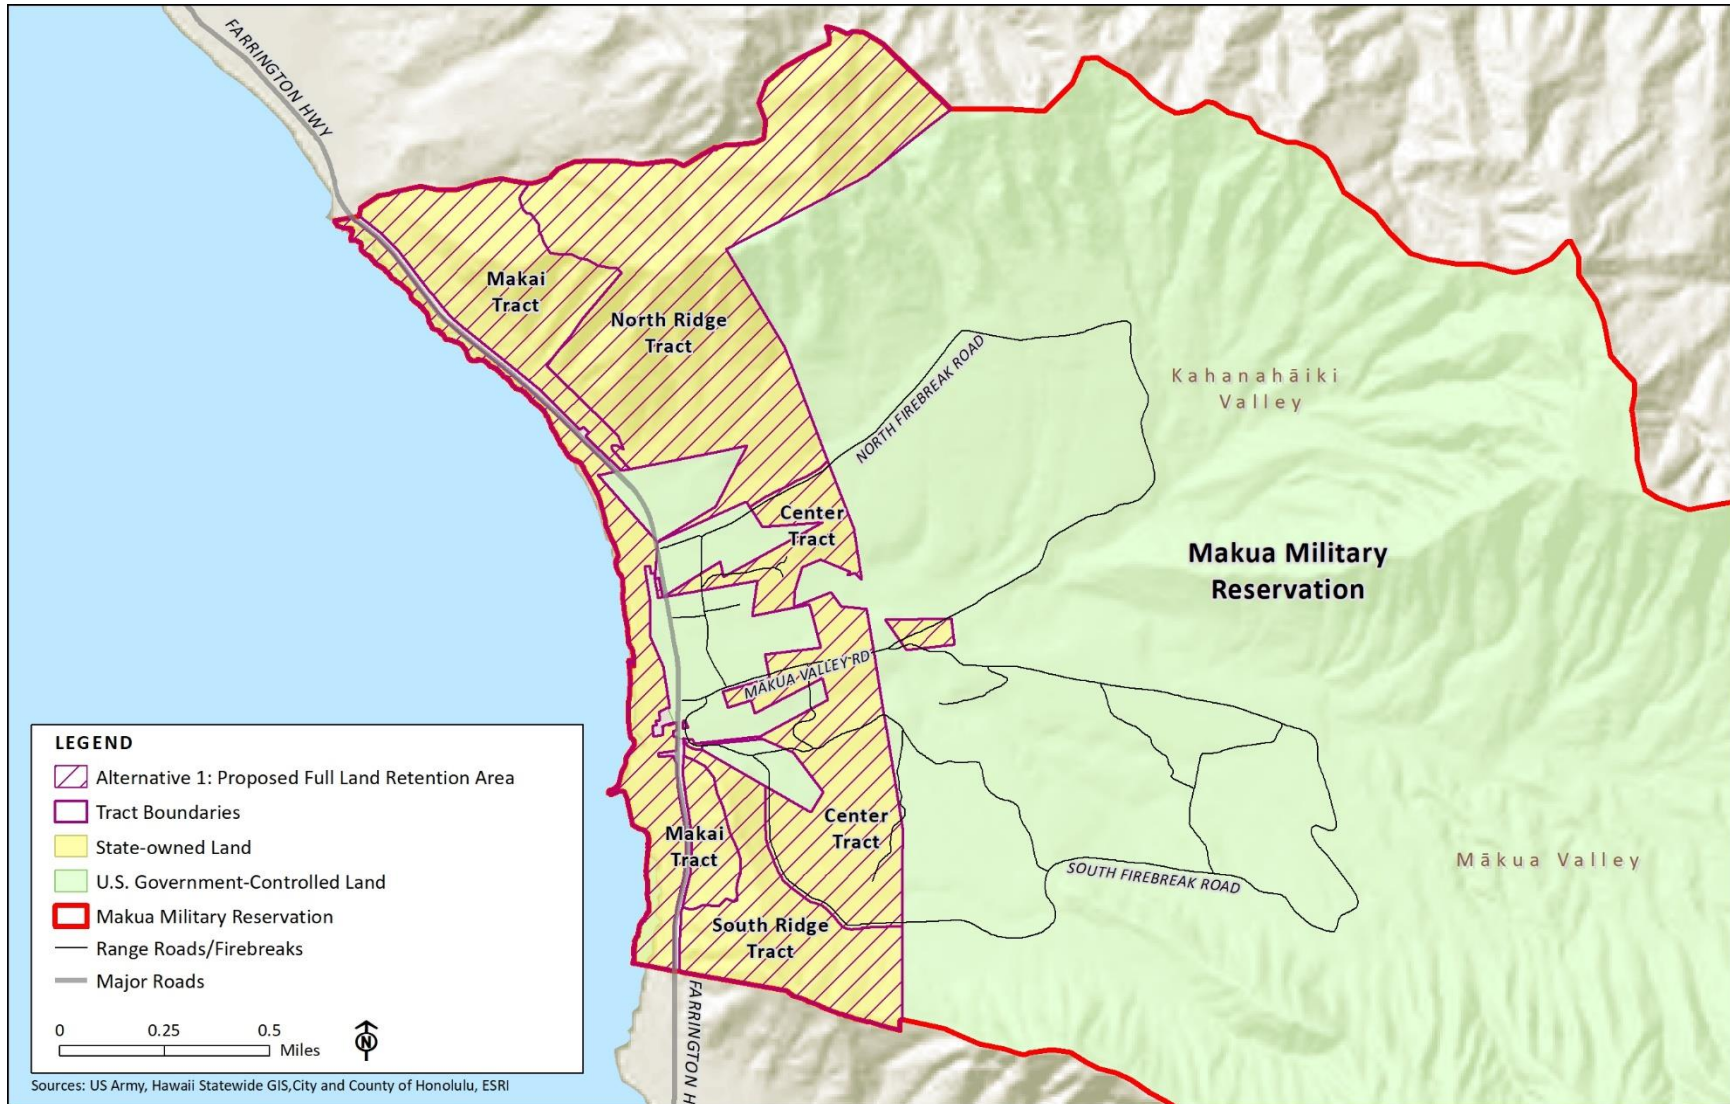 FARRINGTON HWY
Makai
Tract
North Ridge
Tract
NORTH FIREBREAK ROAD
Kahanahāiki
Valley
Center
Tract
Makua Military
Reservation
MĀKUA VALLEY RD
Makai
Tract
Center
Tract
SOUTH FIREBREAK ROAD
Mākua Valley
South Ridge
Tract
FARRINGTON H
LEGEND
Alternative 1: Proposed Full Land Retention Area
Tract Boundaries
State-owned Land
U.S. Government-Controlled Land
Makua Military Reservation
Range Roads/Firebreaks
Major Roads
0 0.25 0.5
Miles
N
Sources: US Army, Hawaii Statewide GIS,City and County of Honolulu, ESRI